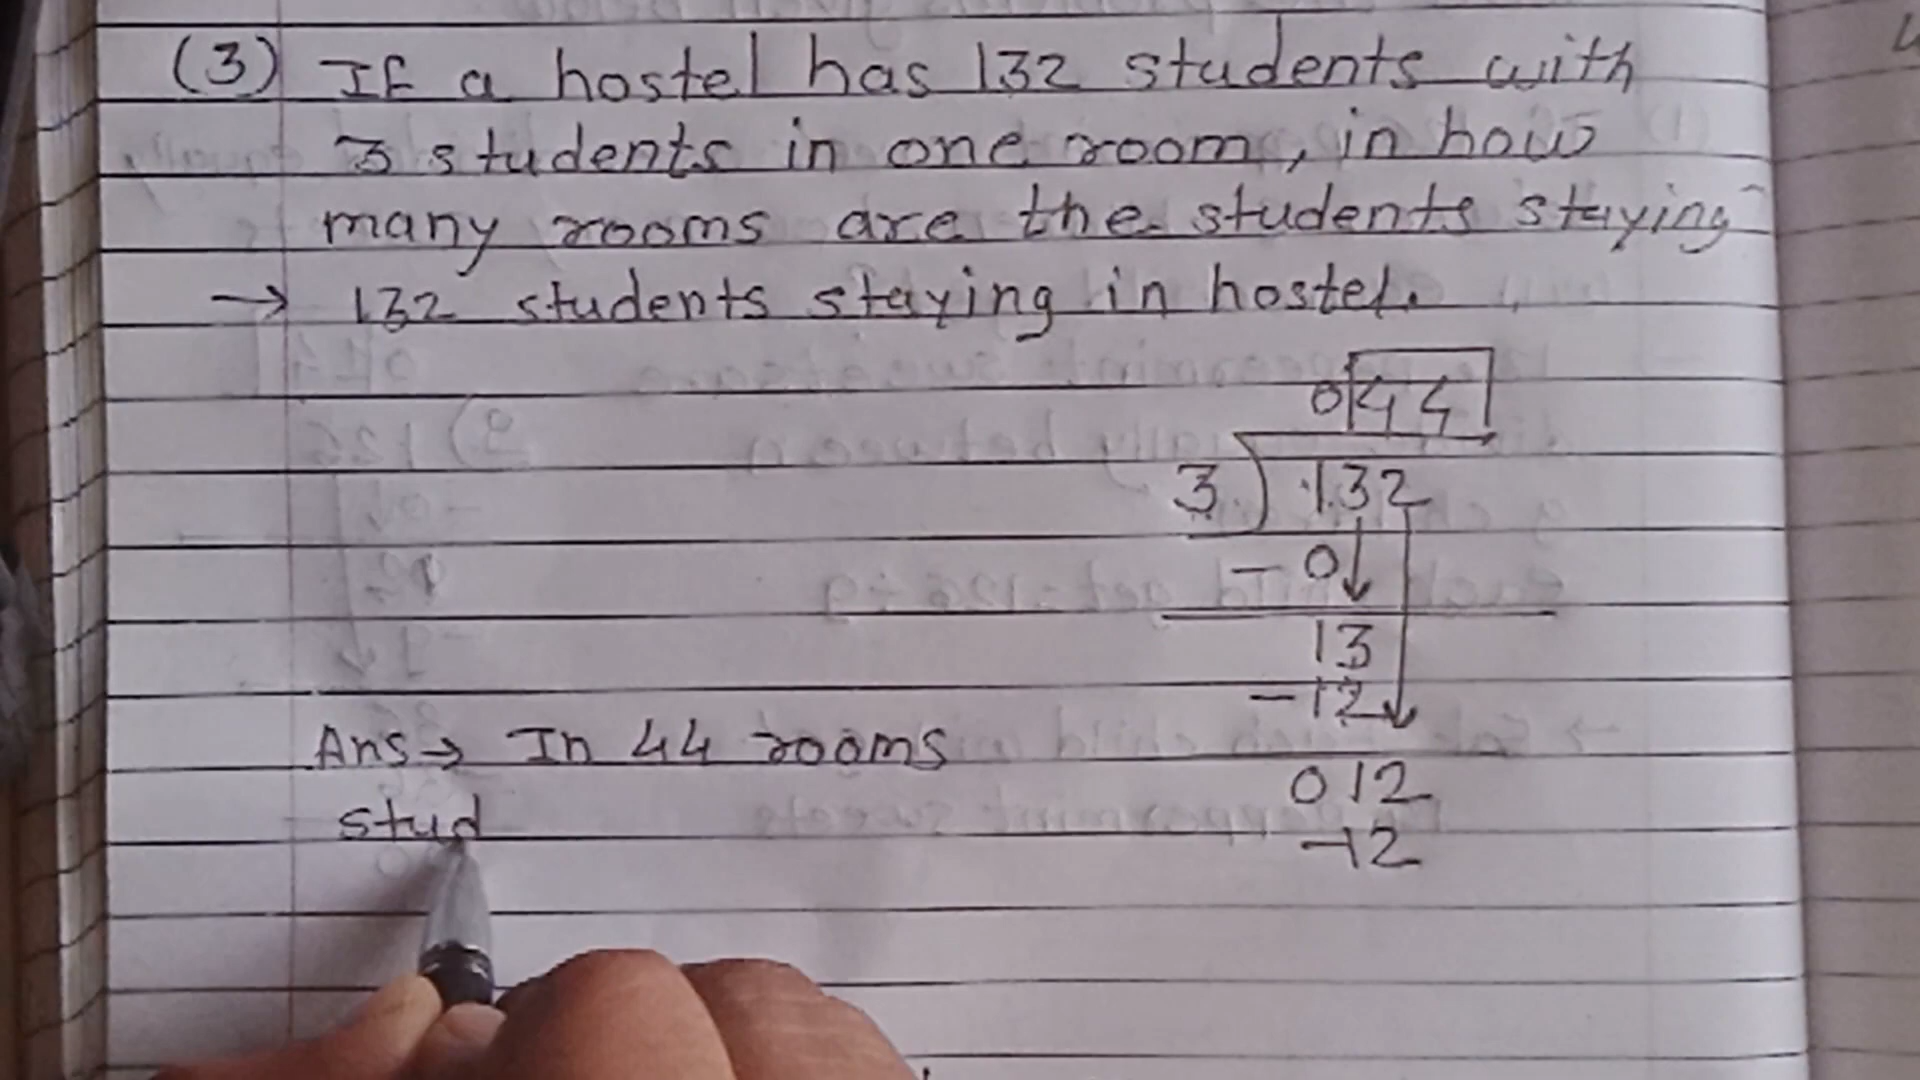 (3) If a hostel has 132 students with
3 students in one room, in how
many rooms are the students staying
→ 132 students staying in hostel.
044
3) 132
- 0
13
-12
012
-12
Ans → In 44 rooms
stud